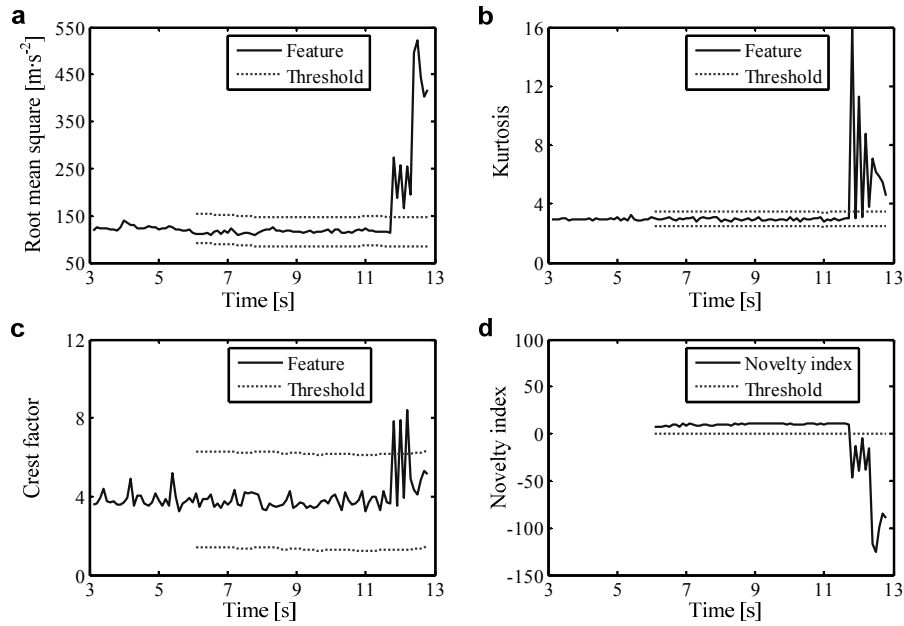 a
550
450
350
250
150
50
Root mean square [m·s⁻²]
Feature
Threshold
3 5 7 9 11 13
Time [s]
b
16
12
8
4
0
Kurtosis
Feature
Threshold
3 5 7 9 11 13
Time [s]
c
12
8
4
0
Crest factor
Feature
Threshold
3 5 7 9 11 13
Time [s]
d
100
50
0
-50
-100
-150
Novelty index
Novelty index
Threshold
3 5 7 9 11 13
Time [s]